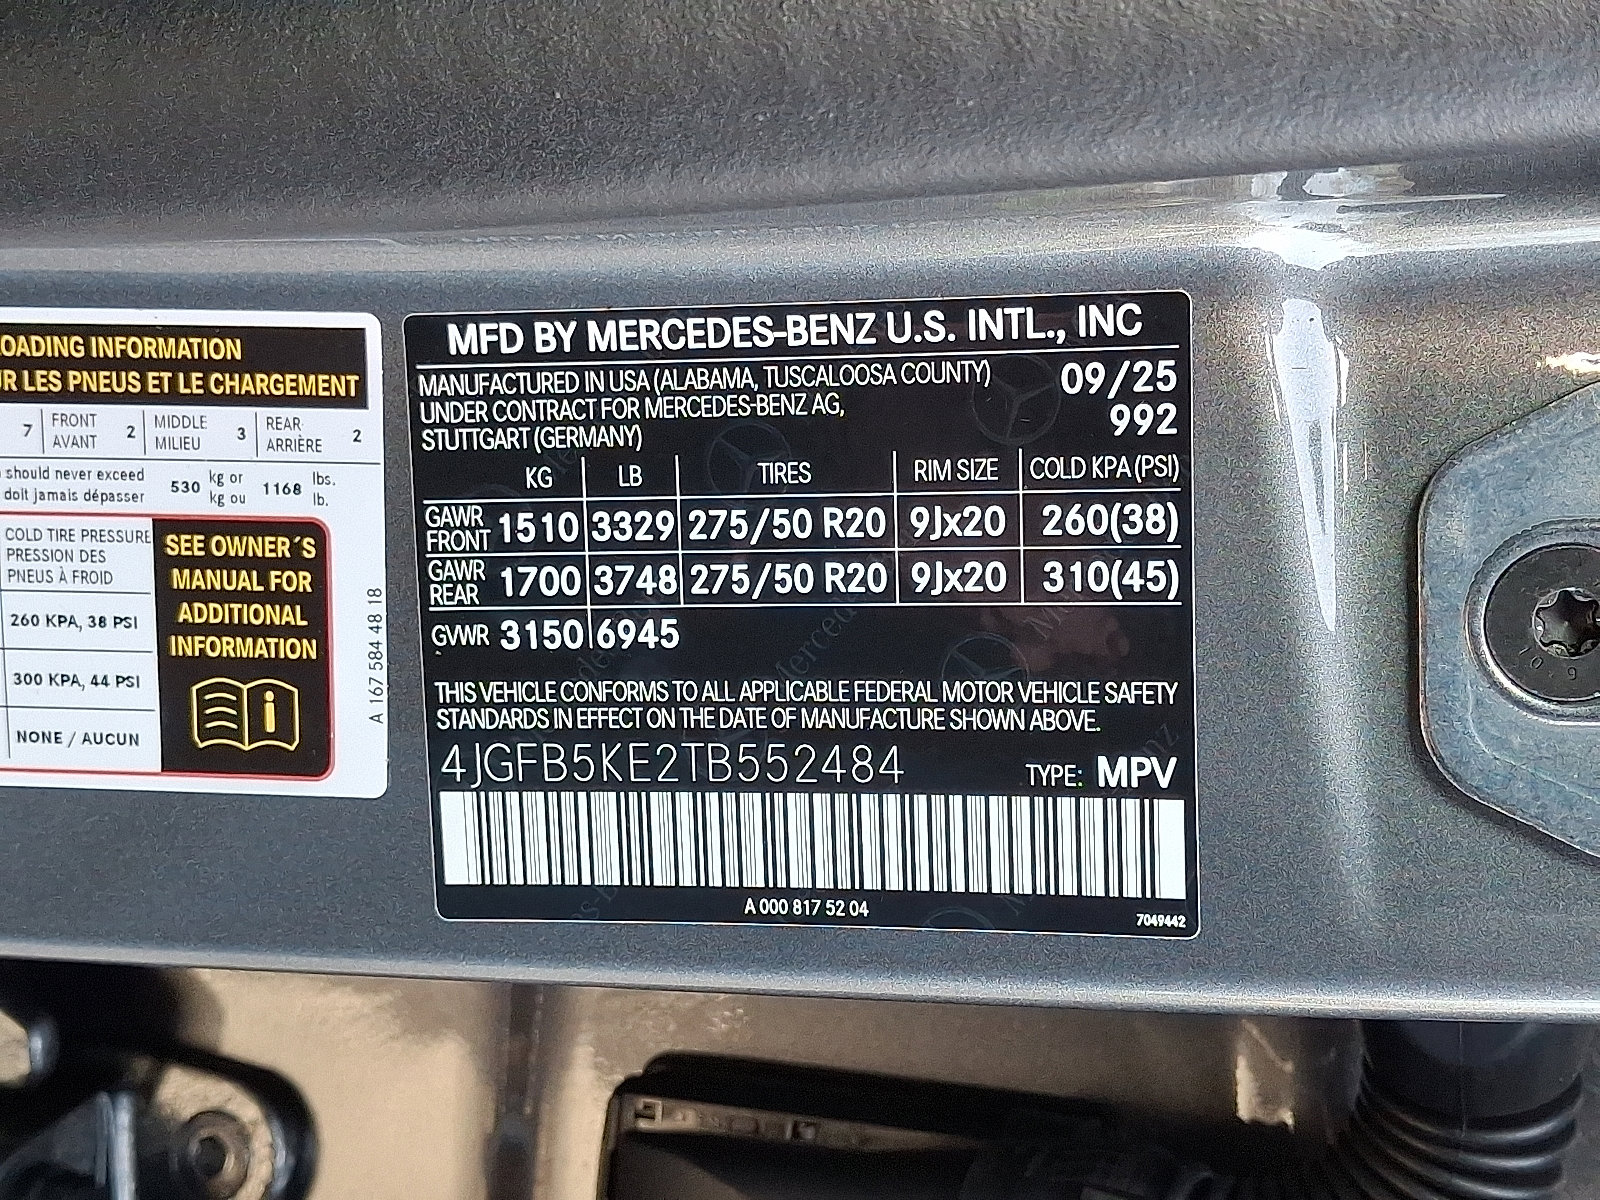 OADING INFORMATION
R LES PNEUS ET LE CHARGEMENT
7 FRONT AVANT 2 MIDDLE MILIEU 3 REAR ARRIÈRE 2
should never exceed
doit jamais dépasser
530 kg or kg ou 1168 lbs. lb.
COLD TIRE PRESSURE
PRESSION DES
PNEUS À FROID
260 KPA, 38 PSI
300 KPA, 44 PSI
NONE / AUCUN
SEE OWNER´S
MANUAL FOR
ADDITIONAL
INFORMATION
A 167 584 48 18
MFD BY MERCEDES-BENZ U.S. INTL., INC
MANUFACTURED IN USA (ALABAMA, TUSCALOOSA COUNTY) 09/25
UNDER CONTRACT FOR MERCEDES-BENZ AG, 992
STUTTGART (GERMANY)
KG LB TIRES RIM SIZE COLD KPA (PSI)
GAWR FRONT 1510 3329 275/50 R20 9Jx20 260(38)
GAWR REAR 1700 3748 275/50 R20 9Jx20 310(45)
GVWR 3150 6945
THIS VEHICLE CONFORMS TO ALL APPLICABLE FEDERAL MOTOR VEHICLE SAFETY
STANDARDS IN EFFECT ON THE DATE OF MANUFACTURE SHOWN ABOVE.
4JGFB5KE2TB552484 TYPE: MPV
A 000 817 52 04
7049442